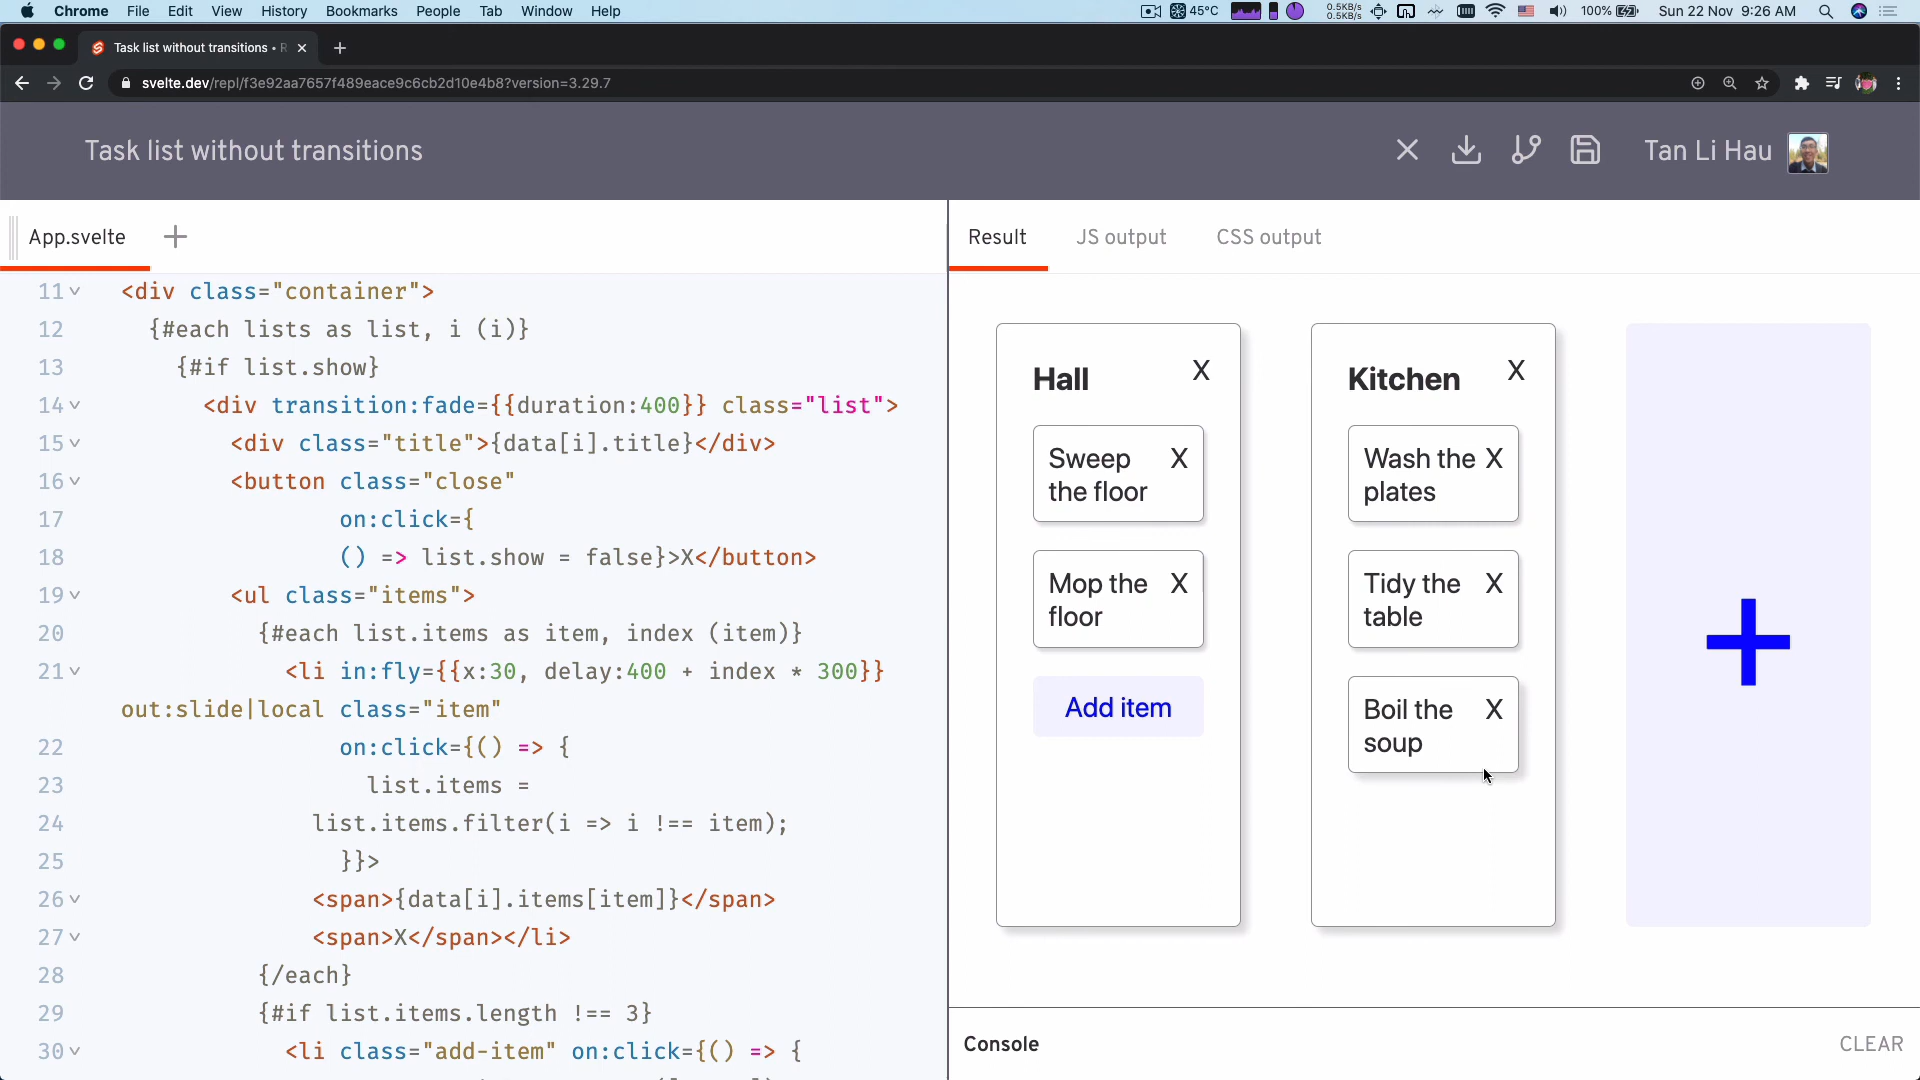 Chrome File Edit View History Bookmarks People Tab Window Help 45°C 0.5KB/s 0.5KB/s 100% Sun 22 Nov 9:26 AM
Task list without transitions • R
svelte.dev/repl/f3e92aa7657f489eace9c6cb2d10e4b8?version=3.29.7
Task list without transitions
Tan Li Hau
App.svelte
Result JS output CSS output
11 <div class="container">
12 {#each lists as list, i (i)}
13 {#if list.show}
14 <div transition:fade={{duration:400}} class="list">
15 <div class="title">{data[i].title}</div>
16 <button class="close"
17 on:click={
18 () => list.show = false}>X</button>
19 <ul class="items">
20 {#each list.items as item, index (item)}
21 <li in:fly={{x:30, delay:400 + index * 300}}
out:slide|local class="item"
22 on:click={() => {
23 list.items =
24 list.items.filter(i => i !== item);
25 }}>
26 <span>{data[i].items[item]}</span>
27 <span>X</span></li>
28 {/each}
29 {#if list.items.length !== 3}
30 <li class="add-item" on:click={() => {
Hall X
Sweep X
the floor
Mop the X
floor
Add item
Kitchen X
Wash the X
plates
Tidy the X
table
Boil the X
soup
+
Console CLEAR